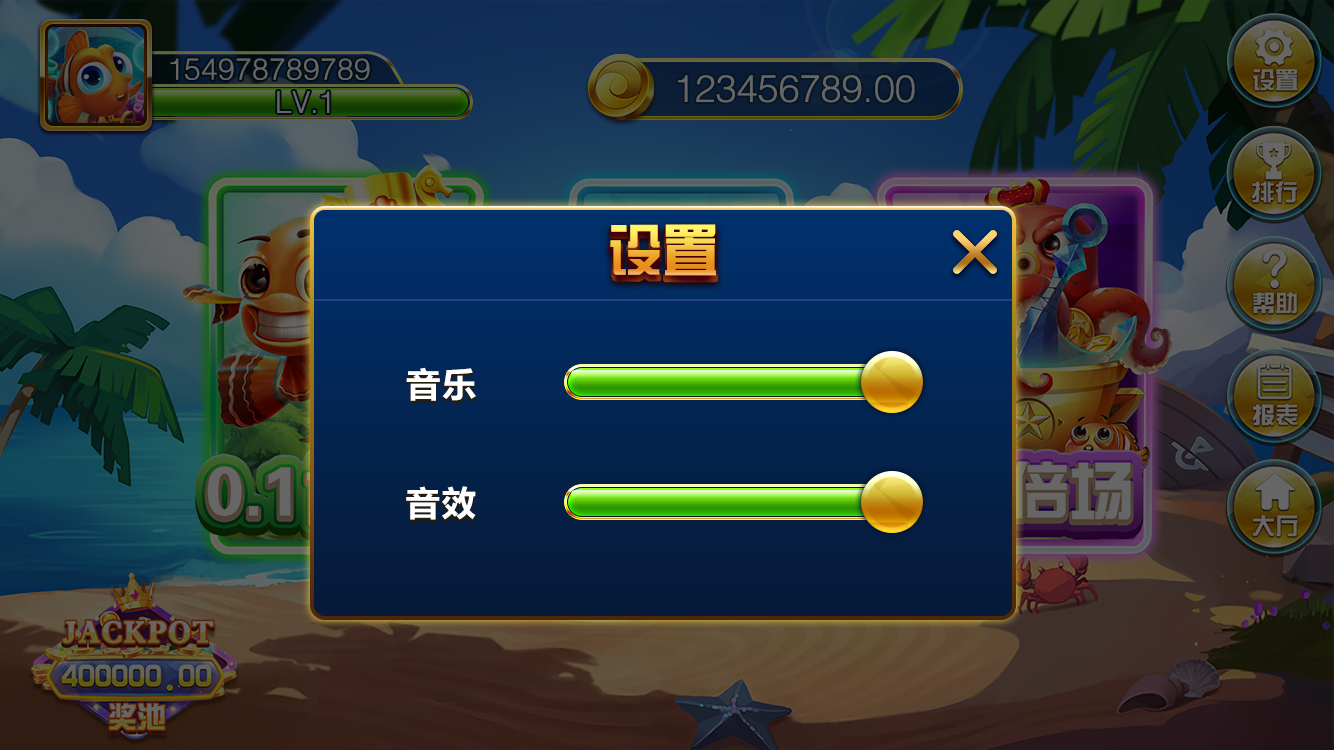 154978789789
LV.1
123456789.00
设置
排行
帮助
报表
大厅
设置
音乐
音效
0.1
倍场
JACKPOT
400000.00
奖池